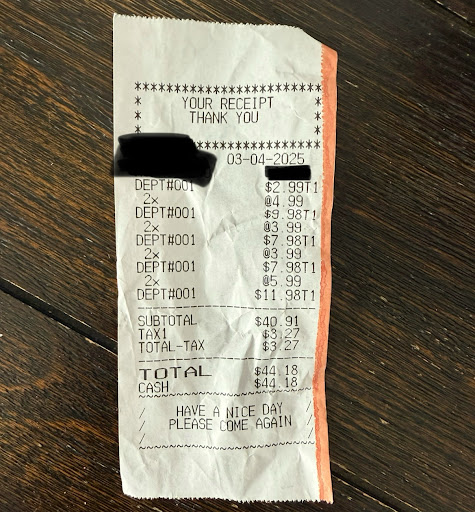 ***********************
* YOUR RECEIPT *
* THANK YOU *
* *
***********************
03-04-2025
DEPT#001 $2.99T1
2x @4.99
DEPT#001 $9.98T1
2x @3.99
DEPT#001 $7.98T1
2x @3.99
DEPT#001 $7.98T1
2x @5.99
DEPT#001 $11.98T1
SUBTOTAL $40.91
TAX1 $3.27
TOTAL-TAX $3.27
TOTAL $44.18
CASH $44.18
HAVE A NICE DAY
PLEASE COME AGAIN